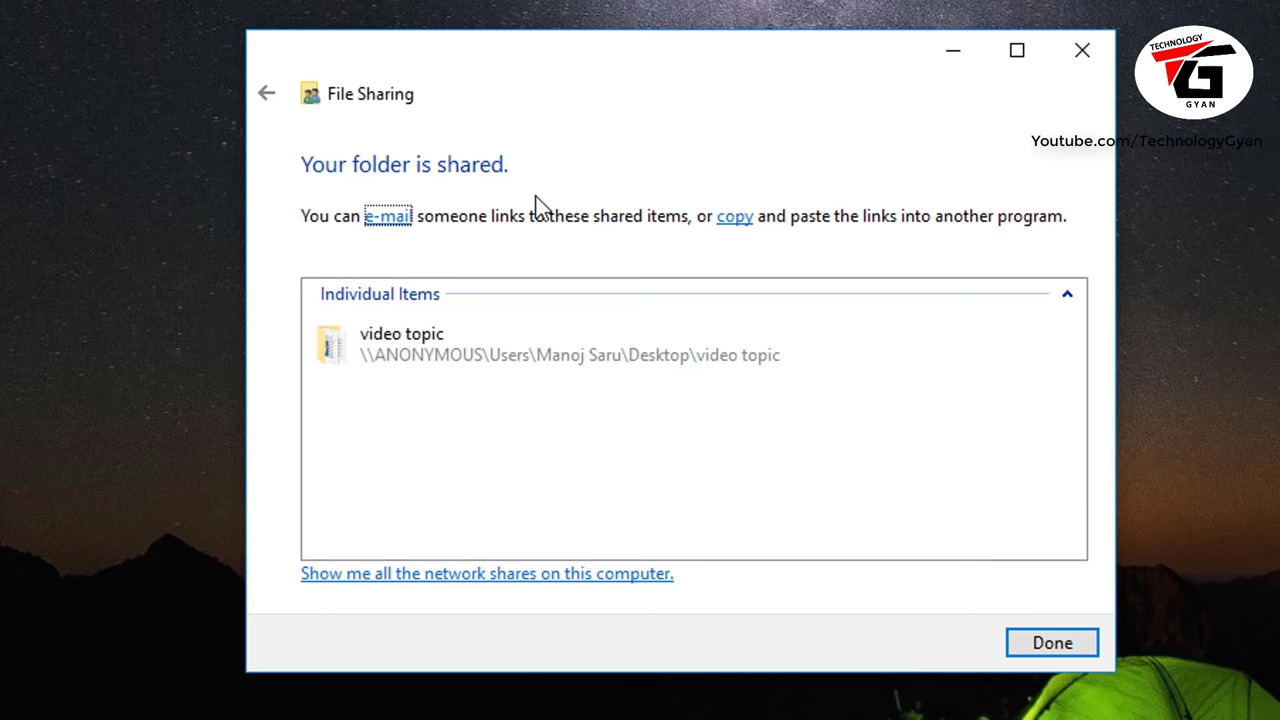 TECHNOLOGY
TG
GYAN
Youtube.com/TechnologyGyan
File Sharing
Your folder is shared.
You can e-mail someone links to these shared items, or copy and paste the links into another program.
Individual Items
video topic
\\ANONYMOUS\Users\Manoj Saru\Desktop\video topic
Show me all the network shares on this computer.
Done